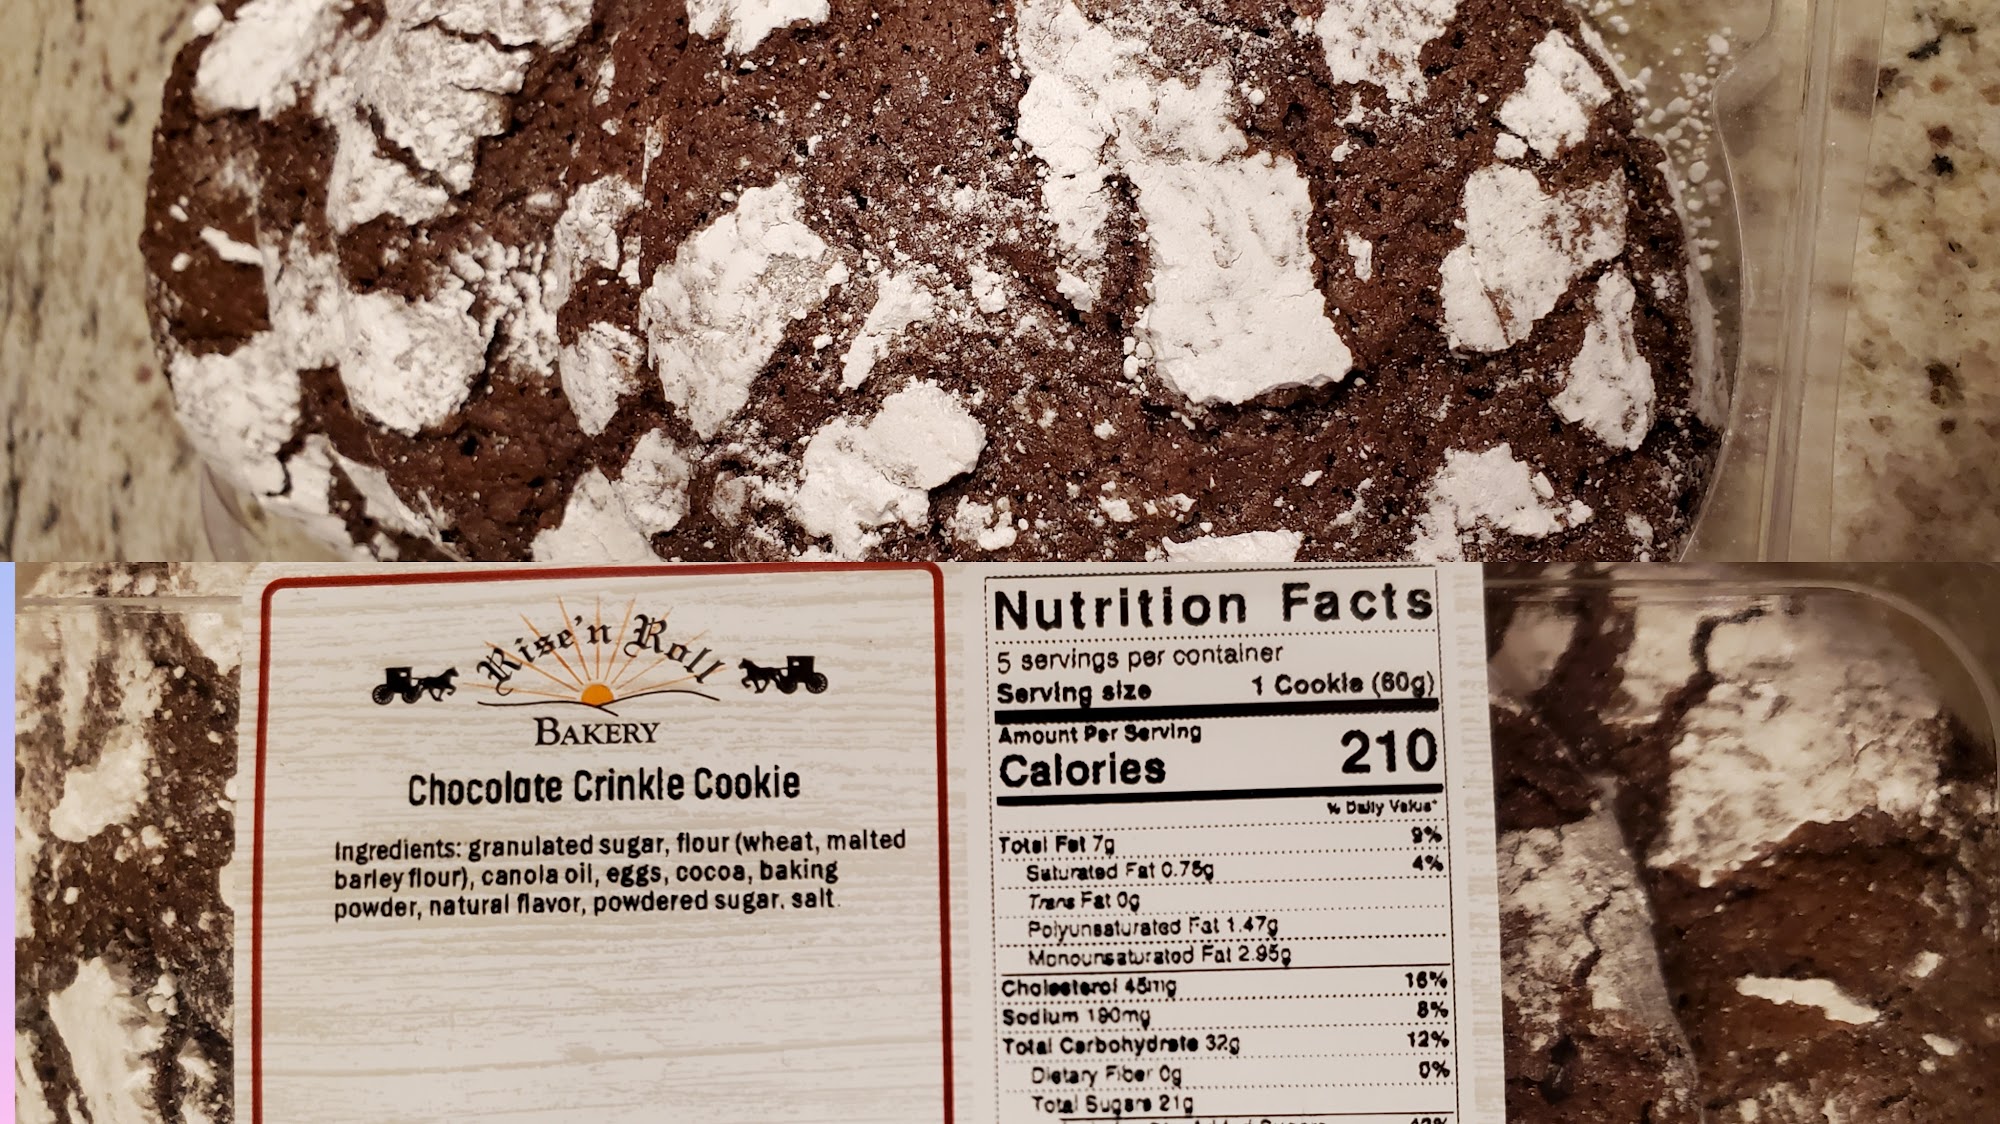 Rise'n Roll
BAKERY
Chocolate Crinkle Cookie
Ingredients: granulated sugar, flour (wheat, malted
barley flour), canola oil, eggs, cocoa, baking
powder, natural flavor, powdered sugar, salt
Nutrition Facts
5 servings per container
Serving size 1 Cookie (60g)
Amount Per Serving
Calories 210
% Daily Value*
Total Fat 7g 9%
Saturated Fat 0.75g 4%
Trans Fat 0g
Polyunsaturated Fat 1.47g
Monounsaturated Fat 2.95g
Cholesterol 45mg 16%
Sodium 190mg 8%
Total Carbohydrate 32g 12%
Dietary Fiber 0g 0%
Total Sugars 21g
Added Sugars